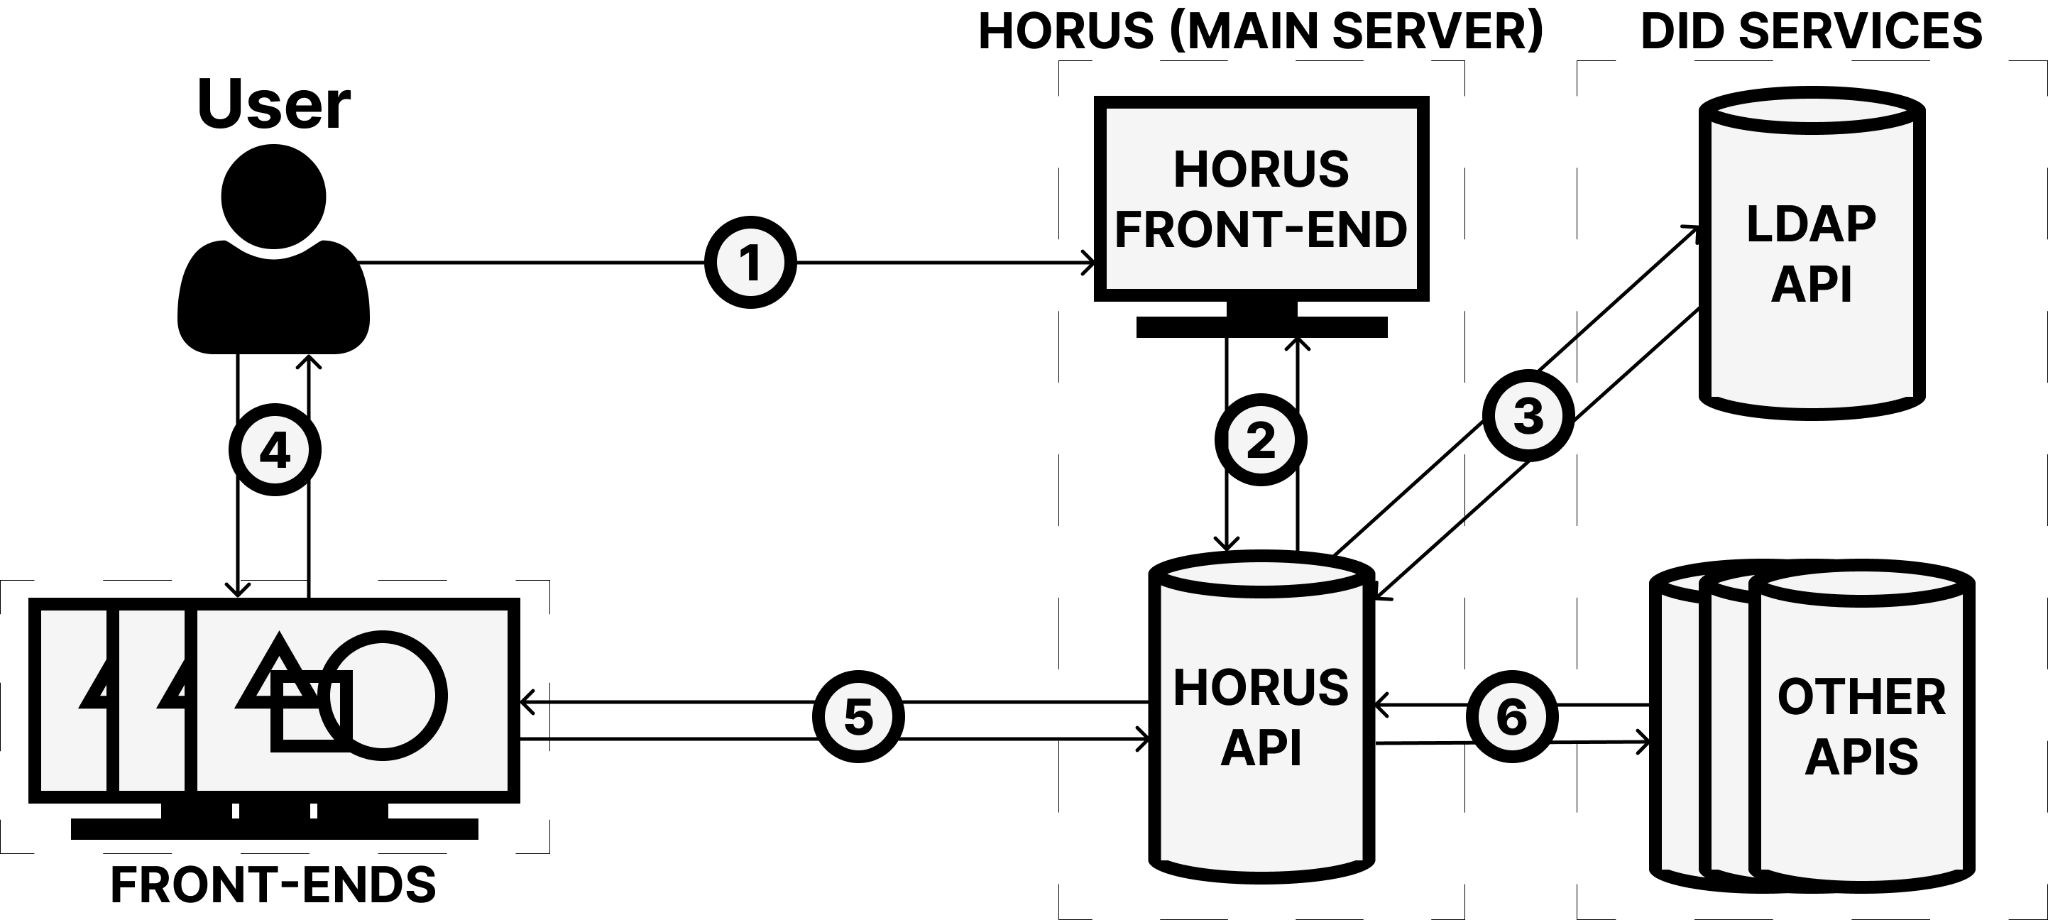 HORUS (MAIN SERVER)
DID SERVICES
User
HORUS
FRONT-END
LDAP
API
1
2
3
4
5
6
HORUS
API
OTHER
APIS
FRONT-ENDS